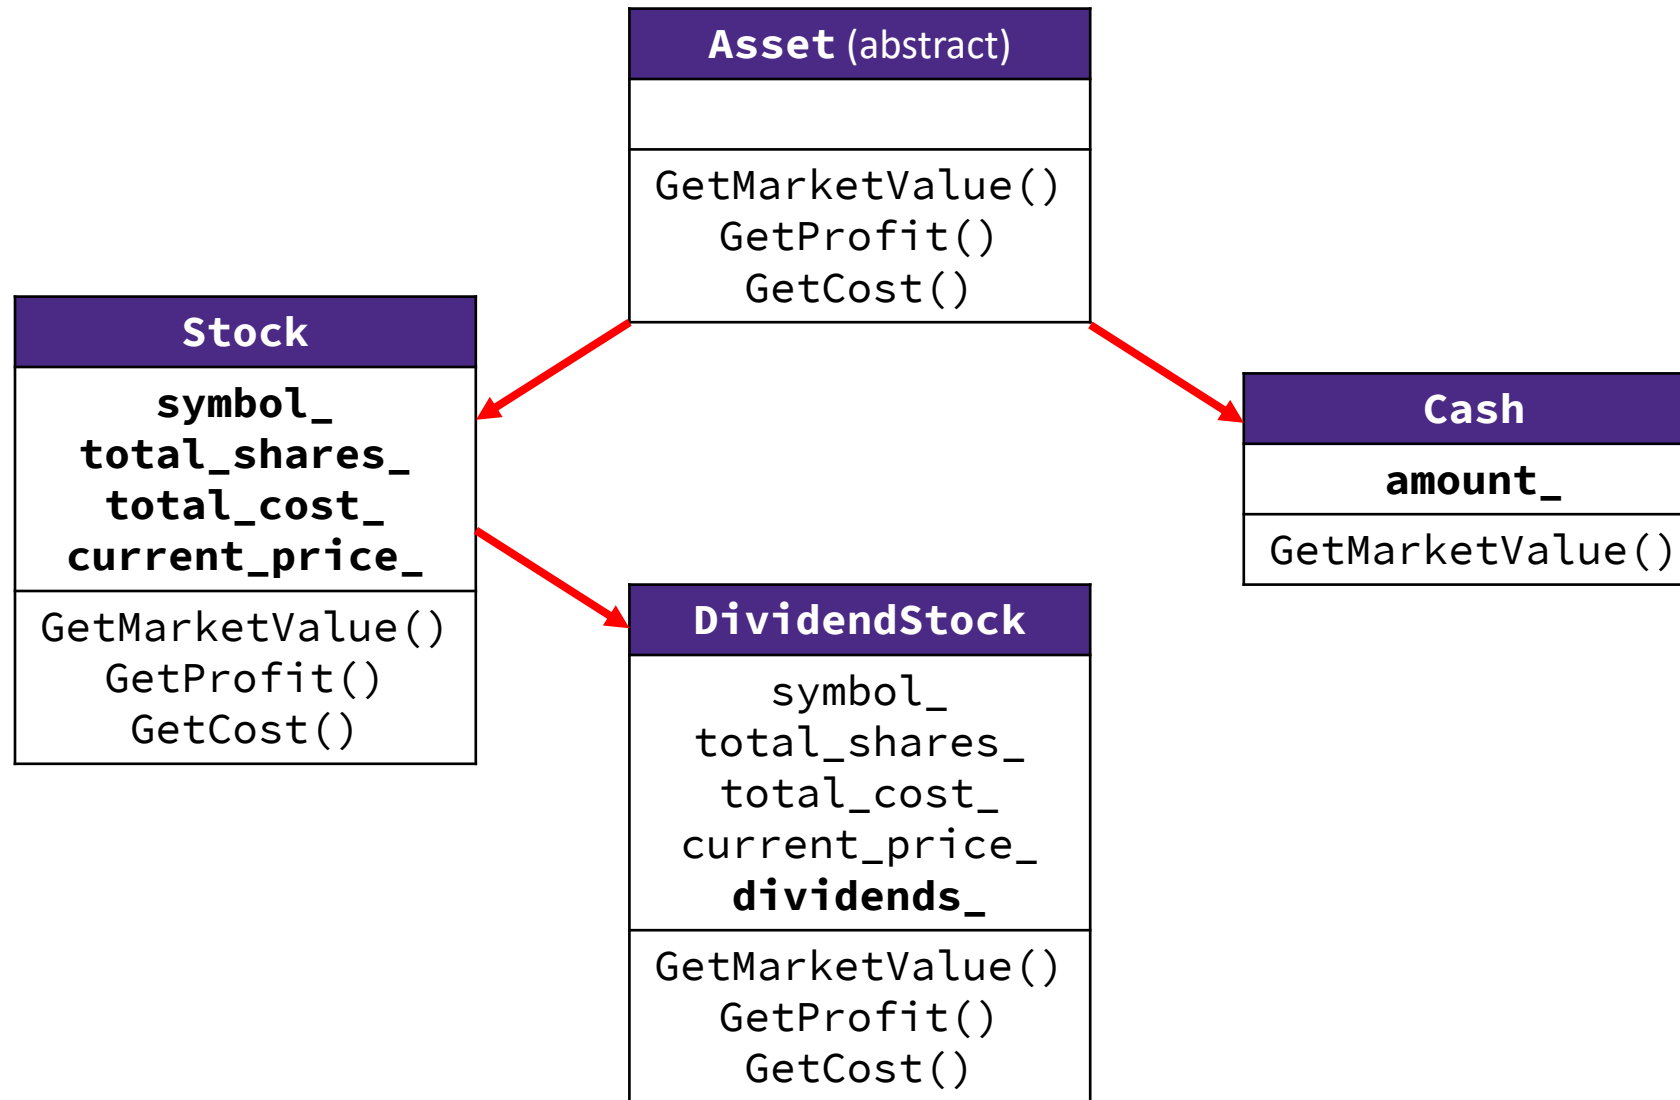 Asset (abstract)
GetMarketValue()
GetProfit()
GetCost()
Stock
symbol_
total_shares_
total_cost_
current_price_
GetMarketValue()
GetProfit()
GetCost()
Cash
amount_
GetMarketValue()
DividendStock
symbol_
total_shares_
total_cost_
current_price_
dividends_
GetMarketValue()
GetProfit()
GetCost()